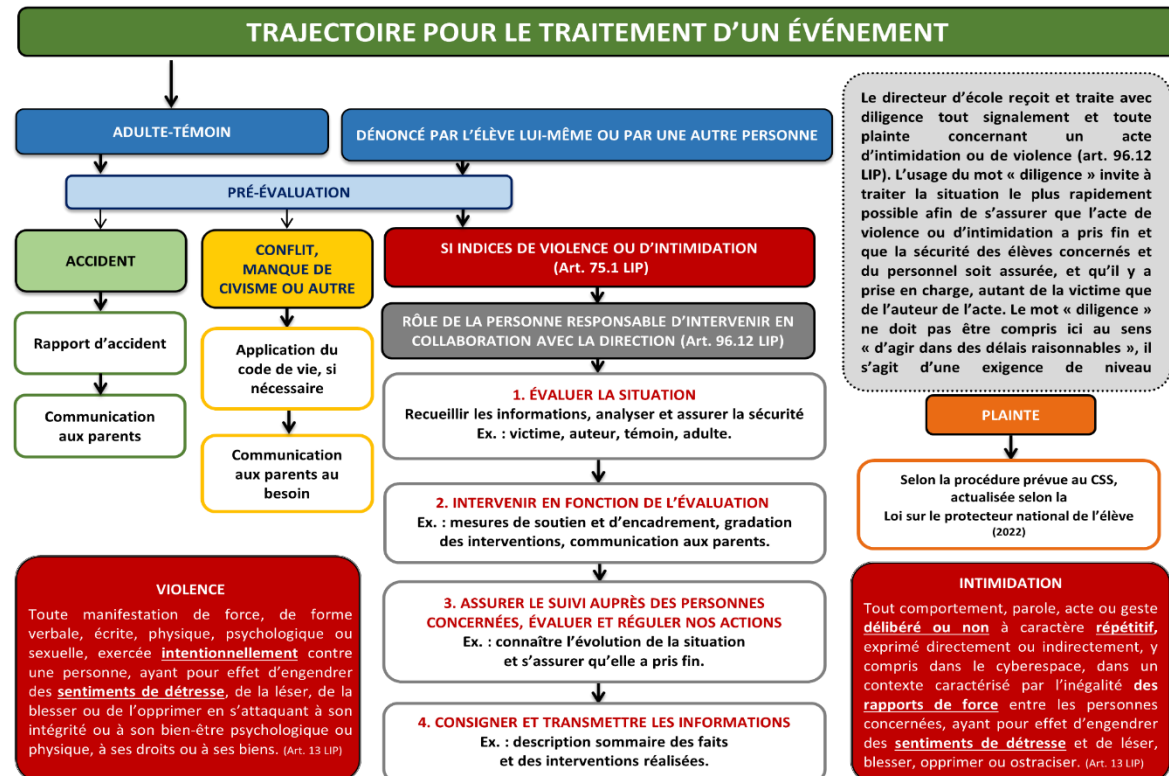 TRAJECTOIRE POUR LE TRAITEMENT D’UN ÉVÉNEMENT
ADULTE-TÉMOIN
DÉNONCÉ PAR L’ÉLÈVE LUI-MÊME OU PAR UNE AUTRE PERSONNE
PRÉ-ÉVALUATION
ACCIDENT
Rapport d’accident
Communication
aux parents
CONFLIT,
MANQUE DE
CIVISME OU AUTRE
Application du
code de vie, si
nécessaire
Communication
aux parents au
besoin
SI INDICES DE VIOLENCE OU D’INTIMIDATION
(Art. 75.1 LIP)
RÔLE DE LA PERSONNE RESPONSABLE D’INTERVENIR EN
COLLABORATION AVEC LA DIRECTION (Art. 96.12 LIP)
1. ÉVALUER LA SITUATION
Recueillir les informations, analyser et assurer la sécurité
Ex. : victime, auteur, témoin, adulte.
2. INTERVENIR EN FONCTION DE L’ÉVALUATION
Ex. : mesures de soutien et d’encadrement, gradation
des interventions, communication aux parents.
3. ASSURER LE SUIVI AUPRÈS DES PERSONNES
CONCERNÉES, ÉVALUER ET RÉGULER NOS ACTIONS
Ex. : connaître l’évolution de la situation
et s’assurer qu’elle a pris fin.
4. CONSIGNER ET TRANSMETTRE LES INFORMATIONS
Ex. : description sommaire des faits
et des interventions réalisées.
Le directeur d’école reçoit et traite avec
diligence tout signalement et toute
plainte concernant un acte
d’intimidation ou de violence (art. 96.12
LIP). L’usage du mot « diligence » invite à
traiter la situation le plus rapidement
possible afin de s’assurer que l’acte de
violence ou d’intimidation a pris fin et
que la sécurité des élèves concernés et
du personnel soit assurée, et qu’il y a
prise en charge, autant de la victime que
de l’auteur de l’acte. Le mot « diligence »
ne doit pas être compris ici au sens
« d’agir dans des délais raisonnables », il
s’agit d’une exigence de niveau
PLAINTE
Selon la procédure prévue au CSS,
actualisée selon la
Loi sur le protecteur national de l’élève
(2022)
VIOLENCE
Toute manifestation de force, de forme
verbale, écrite, physique, psychologique ou
sexuelle, exercée intentionnellement contre
une personne, ayant pour effet d’engendrer
des sentiments de détresse, de la léser, de la
blesser ou de l’opprimer en s’attaquant à son
intégrité ou à son bien-être psychologique ou
physique, à ses droits ou à ses biens. (Art. 13 LIP)
INTIMIDATION
Tout comportement, parole, acte ou geste
délibéré ou non à caractère répétitif,
exprimé directement ou indirectement, y
compris dans le cyberespace, dans un
contexte caractérisé par l’inégalité des
rapports de force entre les personnes
concernées, ayant pour effet d’engendrer
des sentiments de détresse et de léser,
blesser, opprimer ou ostraciser. (Art. 13 LIP)